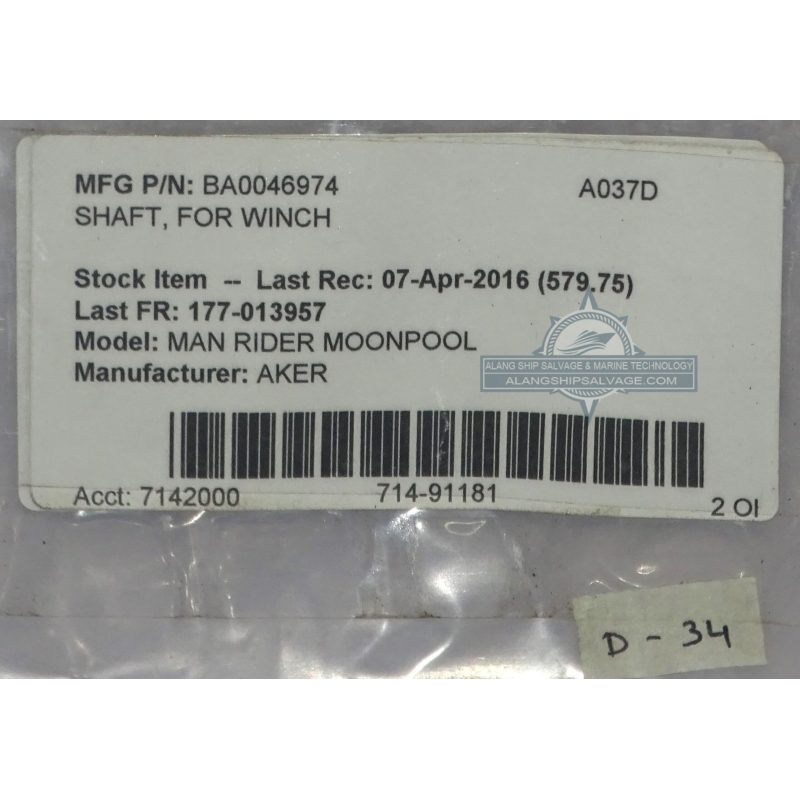 MFG P/N: BA0046974 A037D
SHAFT, FOR WINCH
Stock Item -- Last Rec: 07-Apr-2016 (579.75)
Last FR: 177-013957
Model: MAN RIDER MOONPOOL
ALANG SHIP SALVAGE & MARINE TECHNOLOGY
Manufacturer: AKER
ALANGSHIPSALVAGE.COM
Acct: 7142000 714-91181 2 OI
D - 34